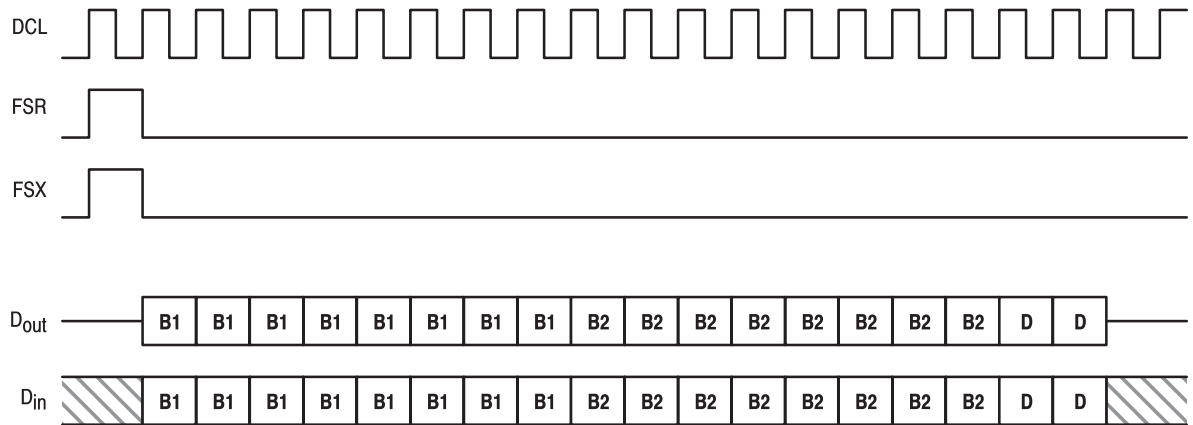 DCL
FSR
FSX
Dout B1 B1 B1 B1 B1 B1 B1 B1 B2 B2 B2 B2 B2 B2 B2 B2 D D
Din B1 B1 B1 B1 B1 B1 B1 B1 B2 B2 B2 B2 B2 B2 B2 B2 D D